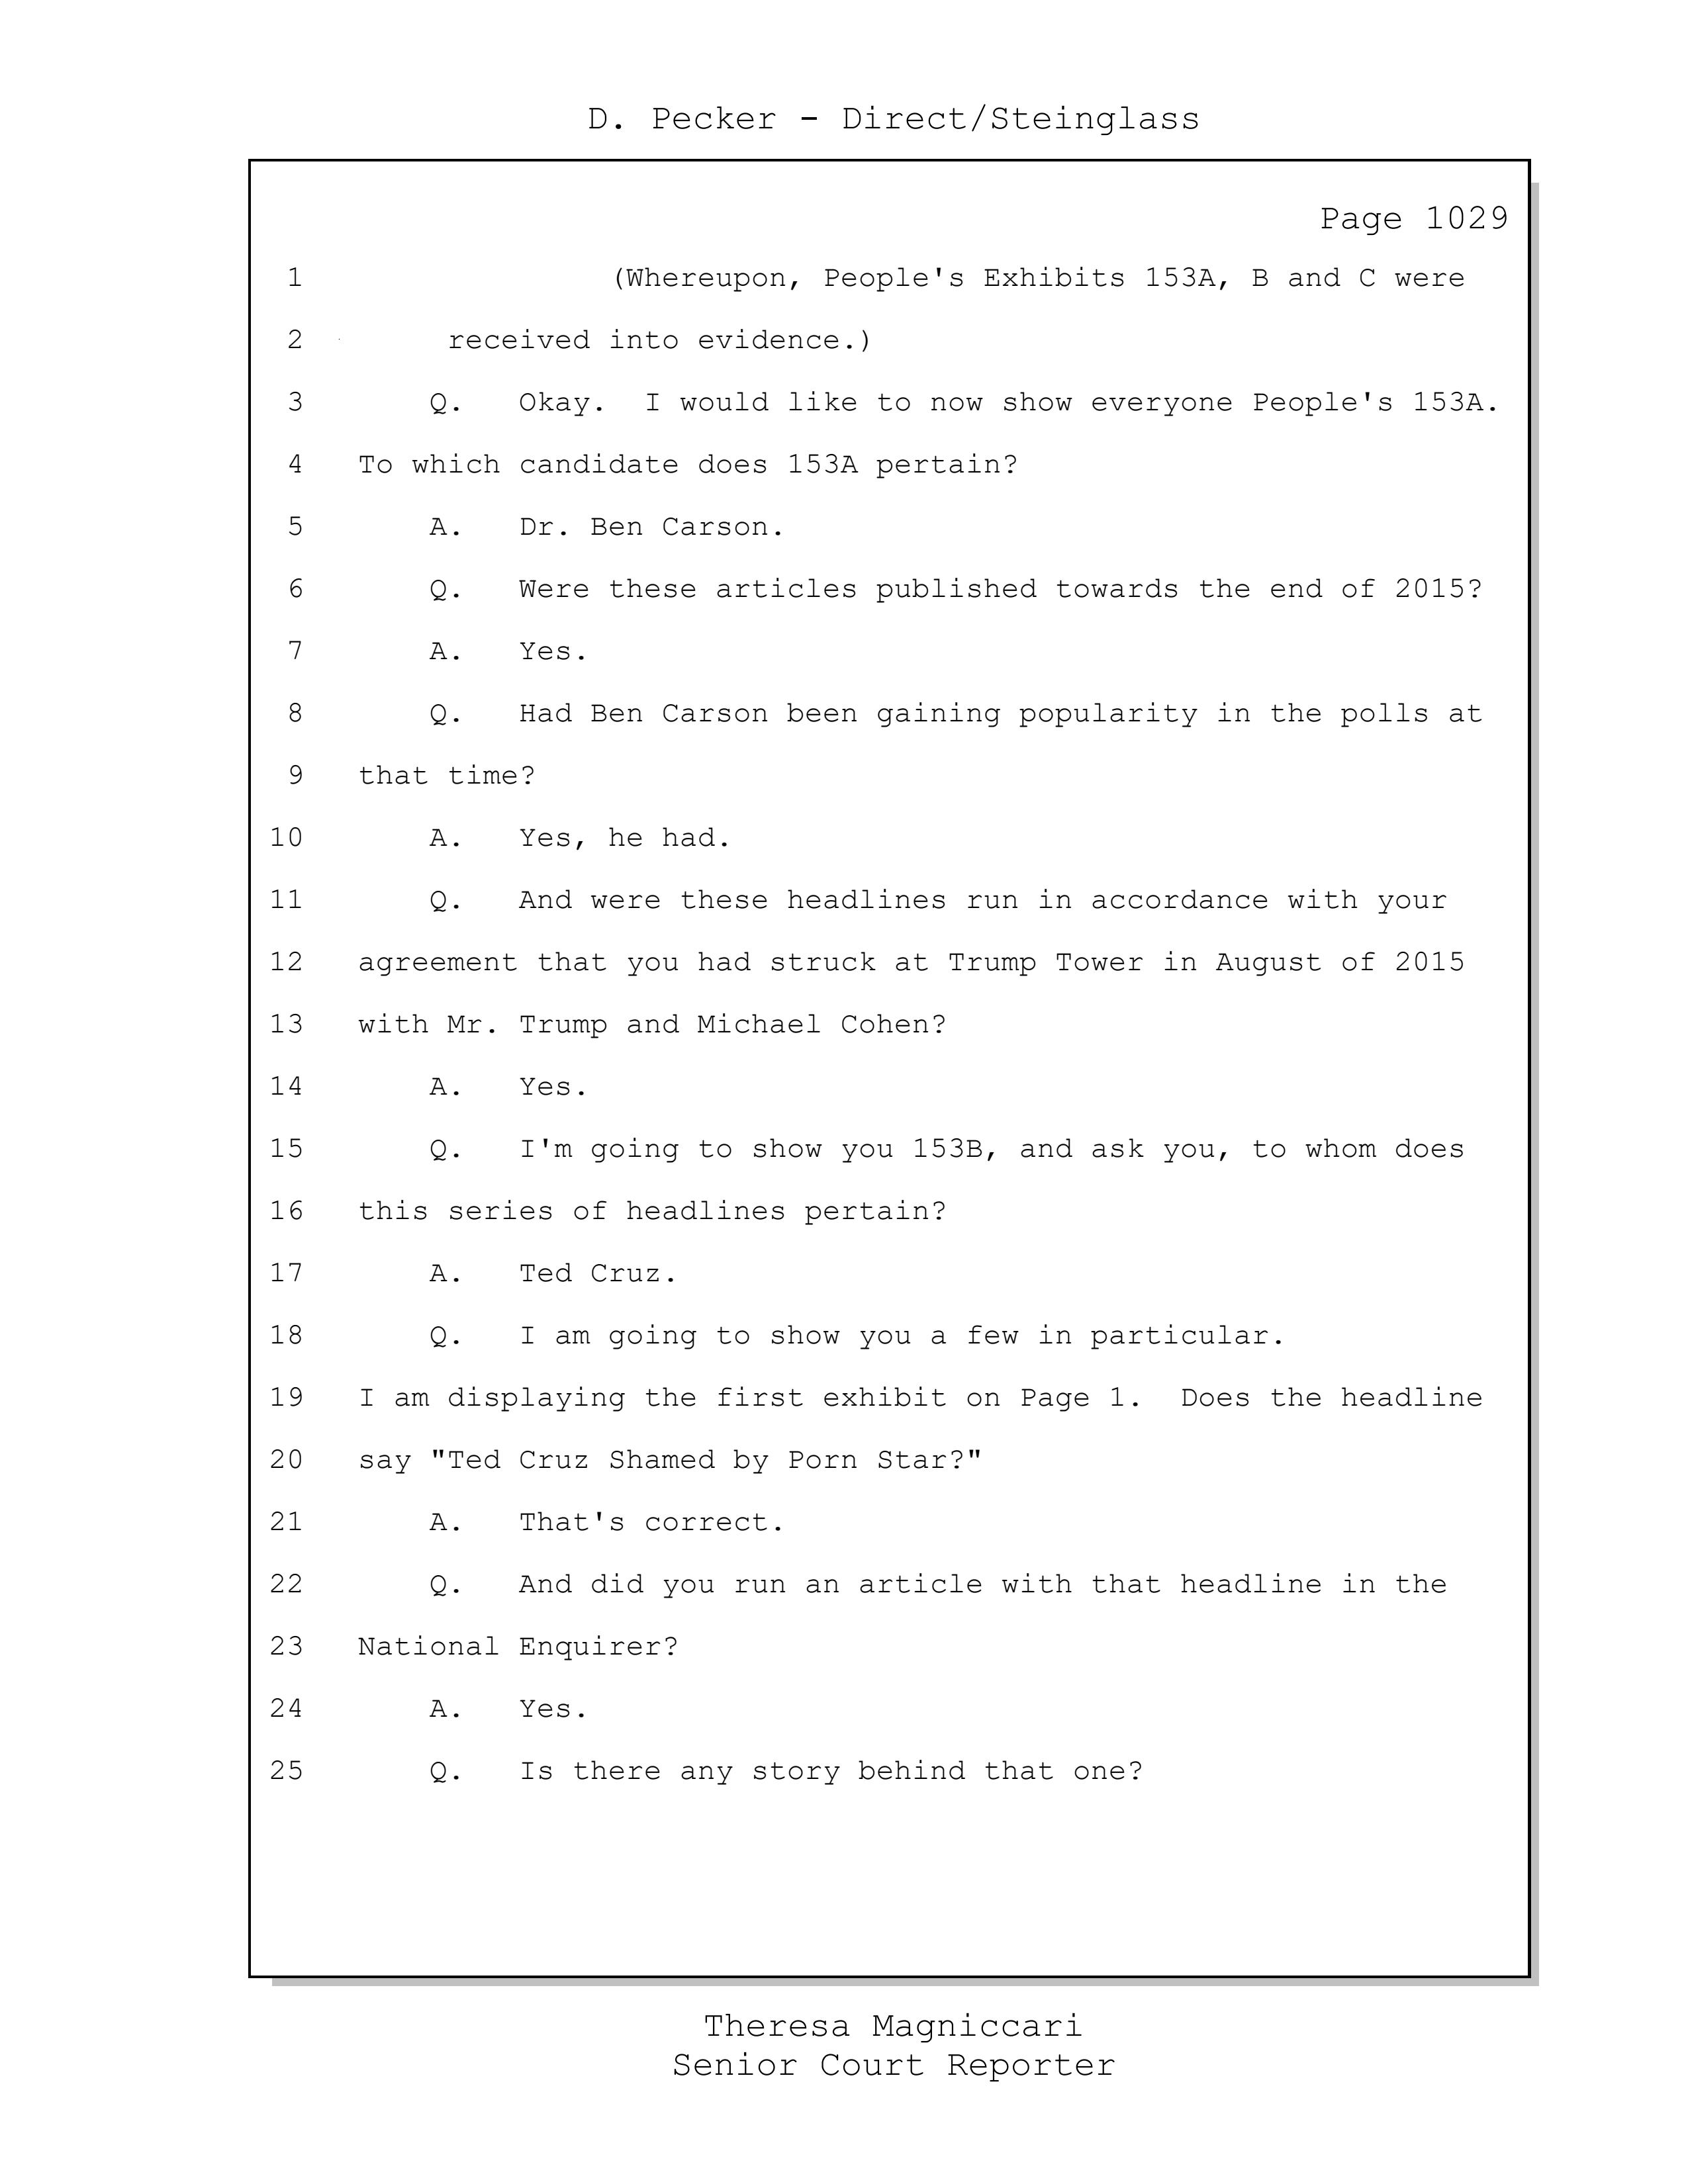 D. Pecker - Direct/Steinglass
Page 1029
1 (Whereupon, People's Exhibits 153A, B and C were
2 received into evidence.)
3 Q. Okay. I would like to now show everyone People's 153A.
4 To which candidate does 153A pertain?
5 A. Dr. Ben Carson.
6 Q. Were these articles published towards the end of 2015?
7 A. Yes.
8 Q. Had Ben Carson been gaining popularity in the polls at
9 that time?
10 A. Yes, he had.
11 Q. And were these headlines run in accordance with your
12 agreement that you had struck at Trump Tower in August of 2015
13 with Mr. Trump and Michael Cohen?
14 A. Yes.
15 Q. I'm going to show you 153B, and ask you, to whom does
16 this series of headlines pertain?
17 A. Ted Cruz.
18 Q. I am going to show you a few in particular.
19 I am displaying the first exhibit on Page 1. Does the headline
20 say "Ted Cruz Shamed by Porn Star?"
21 A. That's correct.
22 Q. And did you run an article with that headline in the
23 National Enquirer?
24 A. Yes.
25 Q. Is there any story behind that one?
Theresa Magniccari
Senior Court Reporter